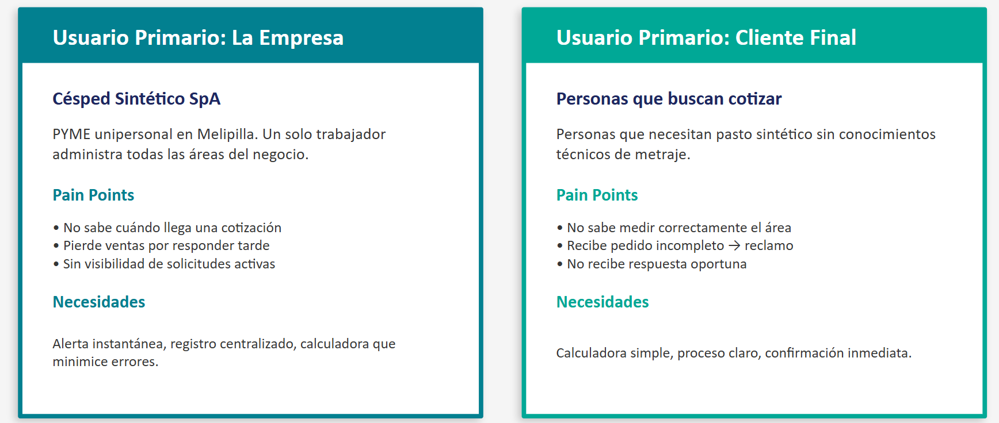 Usuario Primario: La Empresa
Césped Sintético SpA
PYME unipersonal en Melipilla. Un solo trabajador
administra todas las áreas del negocio.
Pain Points
• No sabe cuándo llega una cotización
• Pierde ventas por responder tarde
• Sin visibilidad de solicitudes activas
Necesidades
Alerta instantánea, registro centralizado, calculadora que
minimice errores.
Usuario Primario: Cliente Final
Personas que buscan cotizar
Personas que necesitan pasto sintético sin conocimientos
técnicos de metraje.
Pain Points
• No sabe medir correctamente el área
• Recibe pedido incompleto → reclamo
• No recibe respuesta oportuna
Necesidades
Calculadora simple, proceso claro, confirmación inmediata.